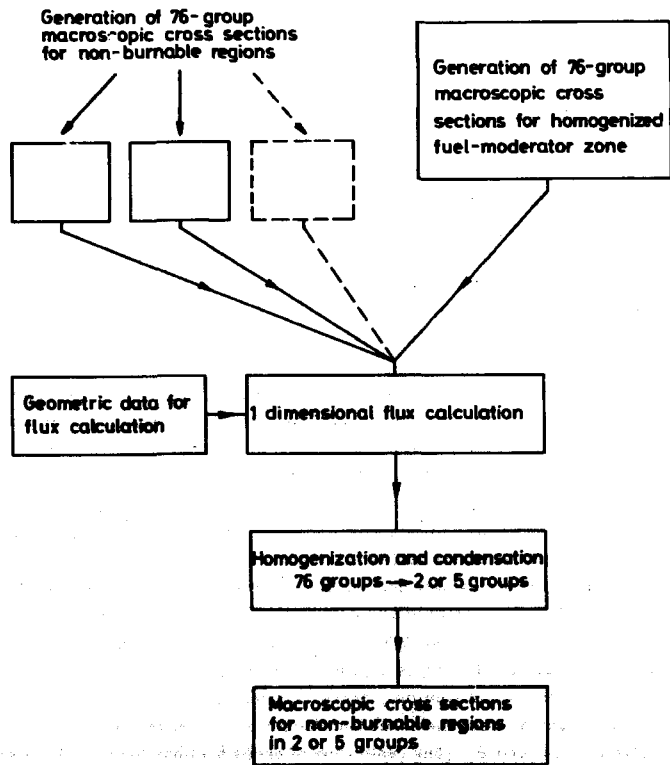 Generation of 76-group
macroscopic cross sections
for non-burnable regions
Generation of 76-group
macroscopic cross
sections for homogenized
fuel-moderator zone
Geometric data for
flux calculation
1 dimensional flux calculation
Homogenization and condensation
76 groups → 2 or 5 groups
Macroscopic cross sections
for non-burnable regions
in 2 or 5 groups